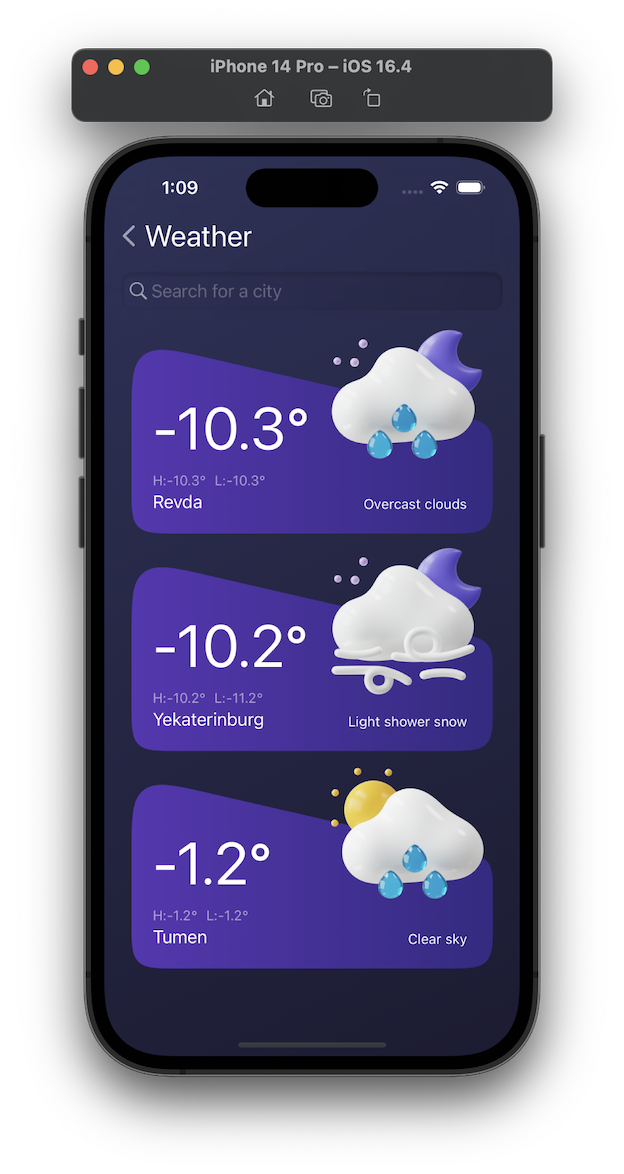 iPhone 14 Pro – iOS 16.4
1:09
Weather
Search for a city
-10.3°
H:-10.3° L:-10.3°
Revda
Overcast clouds
-10.2°
H:-10.2° L:-11.2°
Yekaterinburg
Light shower snow
-1.2°
H:-1.2° L:-1.2°
Tumen
Clear sky